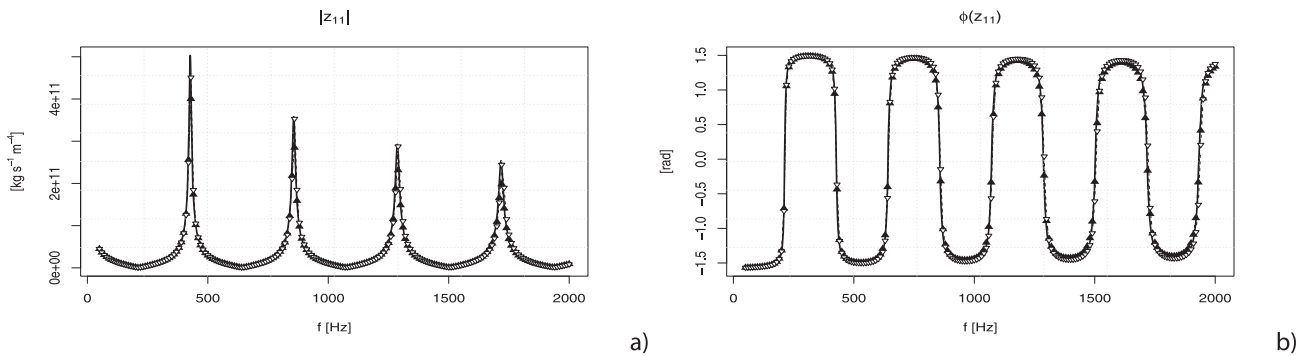 |z₁₁|
[kg s⁻¹ m⁻⁴]
4e+11
2e+11
0e+00
0 500 1000 1500 2000
f [Hz]
a)
ϕ(z₁₁)
[rad]
1.5
1.0
0.5
0.0
−0.5
−1.0
−1.5
0 500 1000 1500 2000
f [Hz]
b)